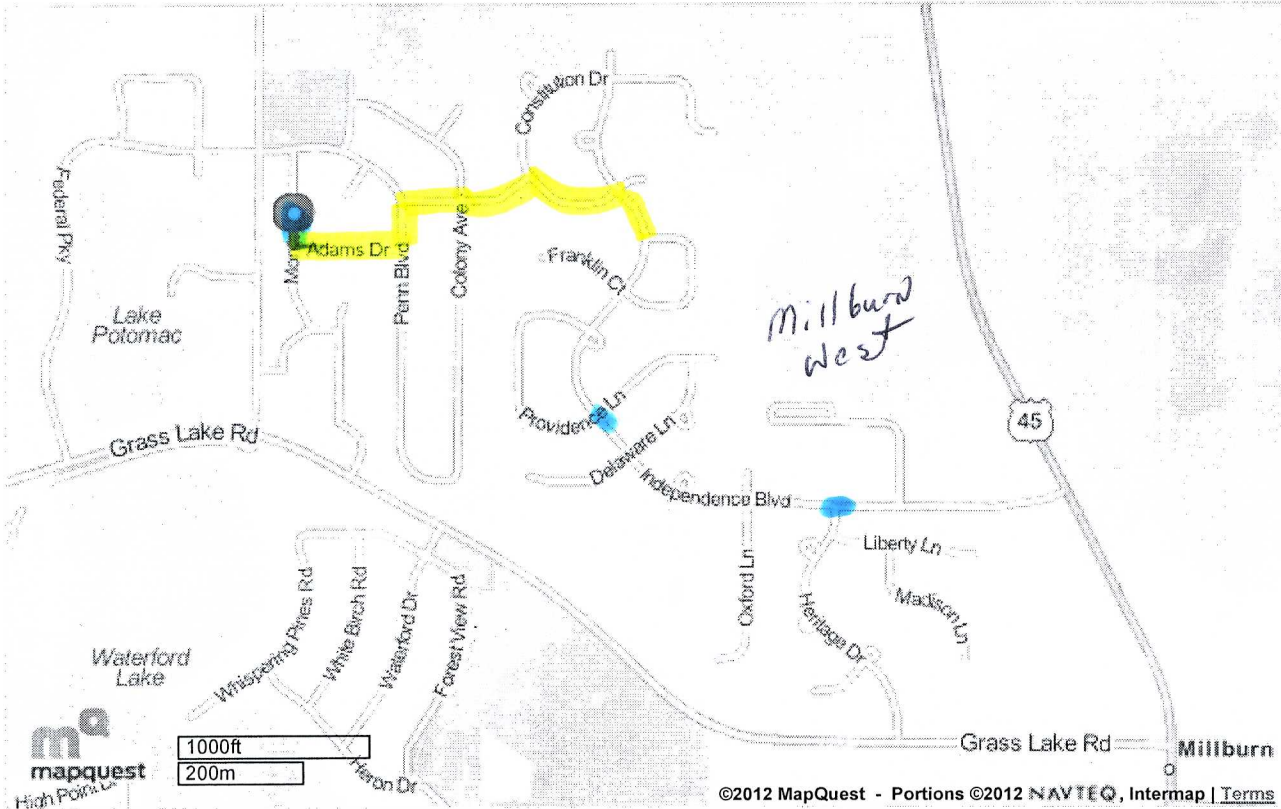 Constitution Dr
Federal Pky
Adams Dr
Penn Blvd
Colony Ave
Franklin Ct
Lake
Potomac
Millburn
West
45
Providence Ln
Grass Lake Rd
Delaware Ln
Independence Blvd
Liberty Ln
Oxford Ln
Madison Ln
Heritage Dr
Whispering Pines Rd
White Birch Rd
Waterford Dr
Forest View Rd
Waterford
Lake
mq
mapquest
1000ft
200m
Heron Dr
High Point
Grass Lake Rd
Millburn
©2012 MapQuest - Portions ©2012 NAVTEQ, Intermap | Terms